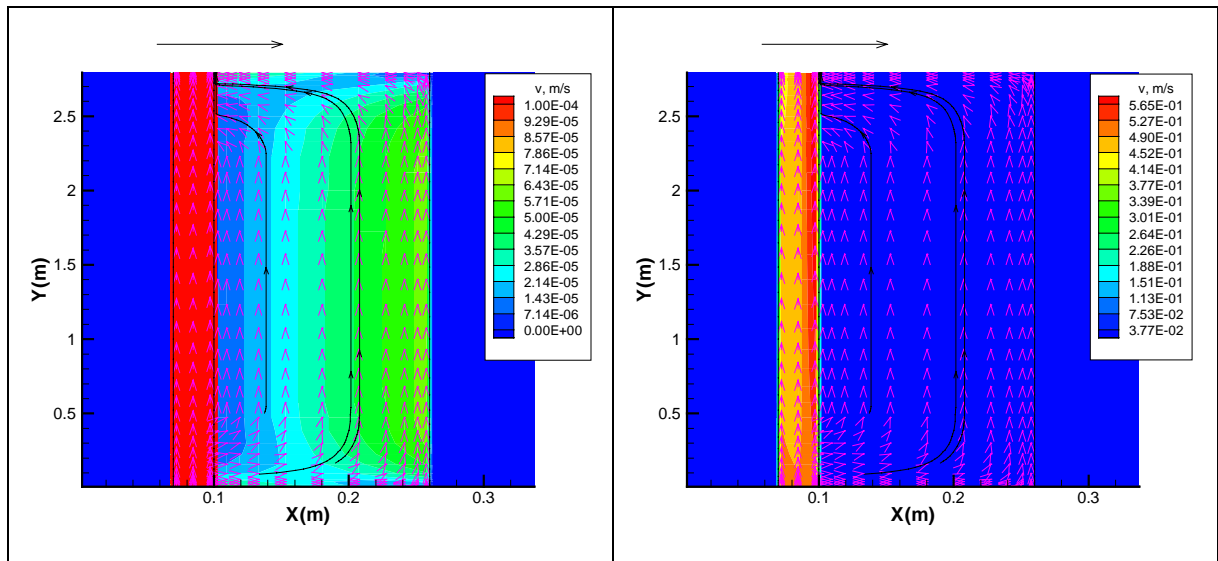 v, m/s
1.00E-04
9.29E-05
8.57E-05
7.86E-05
7.14E-05
6.43E-05
5.71E-05
5.00E-05
4.29E-05
3.57E-05
2.86E-05
2.14E-05
1.43E-05
7.14E-06
0.00E+00
2.5
2
1.5
1
0.5
Y(m)
0.1
0.2
0.3
X(m)
v, m/s
5.65E-01
5.27E-01
4.90E-01
4.52E-01
4.14E-01
3.77E-01
3.39E-01
3.01E-01
2.64E-01
2.26E-01
1.88E-01
1.51E-01
1.13E-01
7.53E-02
3.77E-02
2.5
2
1.5
1
0.5
Y(m)
0.1
0.2
0.3
X(m)